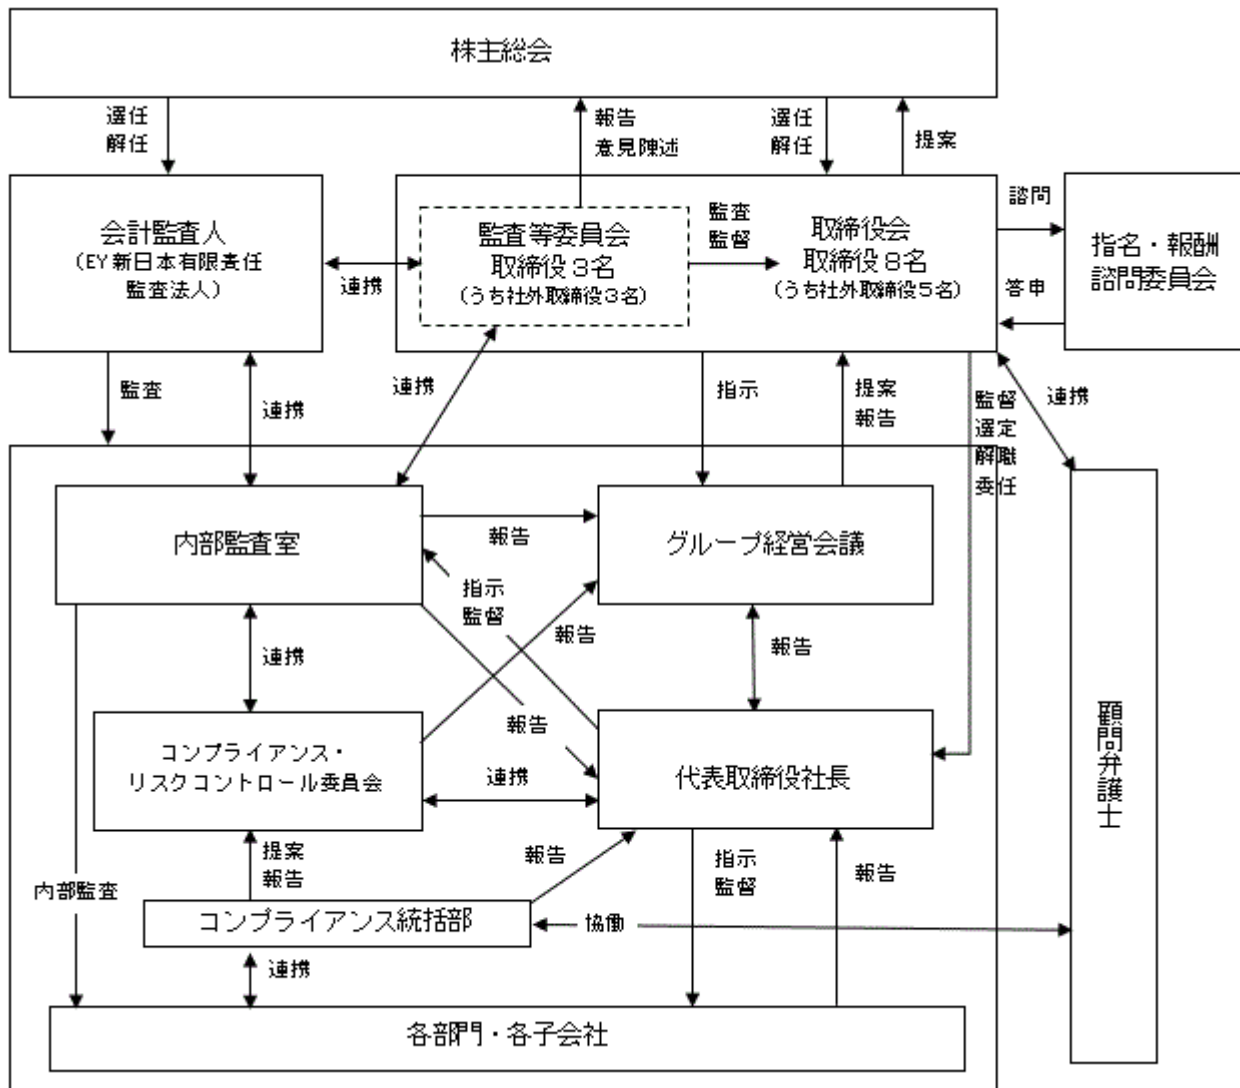 株主総会
選任
解任
報告
意見陳述
選任
解任
提案
会計監査人
（EY新日本有限責任
監査法人）
連携
監査等委員会
取締役３名
（うち社外取締役３名）
監査
監督
取締役会
取締役８名
（うち社外取締役５名）
諮問
答申
指名・報酬
諮問委員会
監査
連携
連携
指示
提案
報告
監督
選定
解職
委任
連携
内部監査室
報告
グループ経営会議
指示
監督
報告
連携
報告
報告
コンプライアンス・
リスクコントロール委員会
連携
代表取締役社長
顧問弁護士
提案
報告
報告
指示
監督
報告
内部監査
コンプライアンス統括部
協働
連携
各部門・各子会社